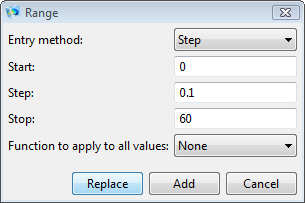 Range
Entry method: Step
Start: 0
Step: 0.1
Stop: 60
Function to apply to all values: None
Replace Add Cancel